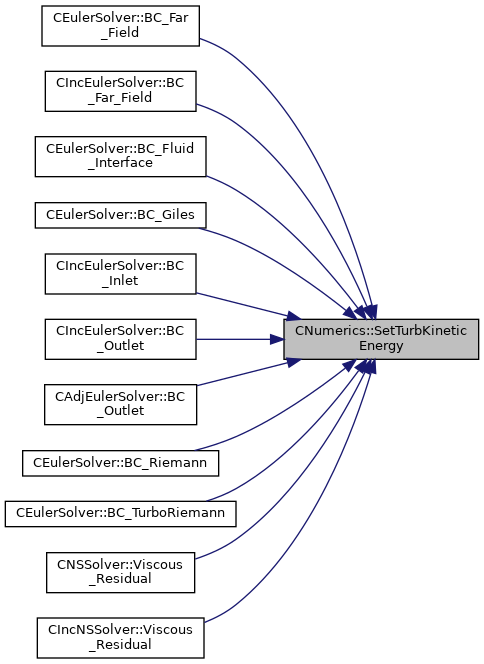 CEulerSolver::BC_Far
_Field
CIncEulerSolver::BC
_Far_Field
CEulerSolver::BC_Fluid
_Interface
CEulerSolver::BC_Giles
CIncEulerSolver::BC
_Inlet
CNumerics::SetTurbKinetic
Energy
CIncEulerSolver::BC
_Outlet
CAdjEulerSolver::BC
_Outlet
CEulerSolver::BC_Riemann
CEulerSolver::BC_TurboRiemann
CNSSolver::Viscous
_Residual
CIncNSSolver::Viscous
_Residual